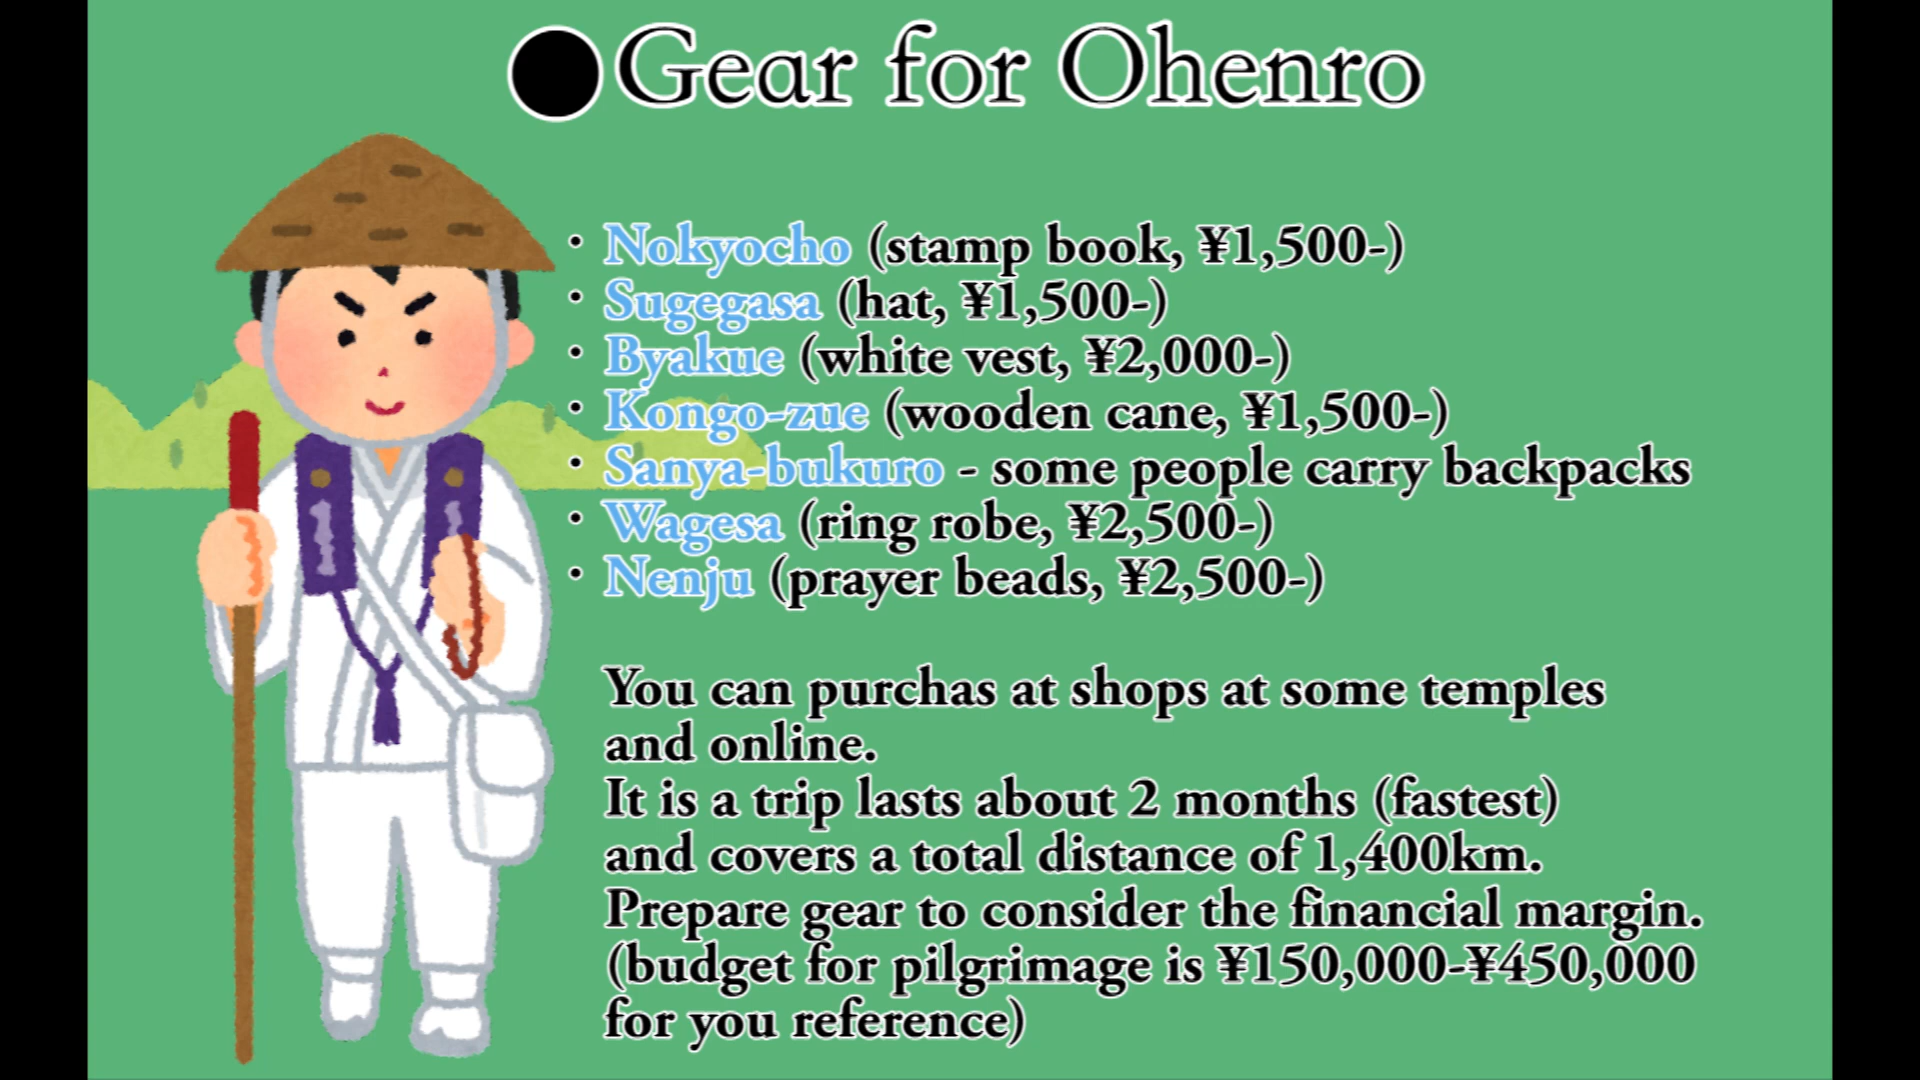 ●Gear for Ohenro
・Nokyocho (stamp book, ¥1,500-)
・Sugegasa (hat, ¥1,500-)
・Byakue (white vest, ¥2,000-)
・Kongo-zue (wooden cane, ¥1,500-)
・Sanya-bukuro - some people carry backpacks
・Wagesa (ring robe, ¥2,500-)
・Nenju (prayer beads, ¥2,500-)
You can purchas at shops at some temples
and online.
It is a trip lasts about 2 months (fastest)
and covers a total distance of 1,400km.
Prepare gear to consider the financial margin.
(budget for pilgrimage is ¥150,000-¥450,000
for you reference)